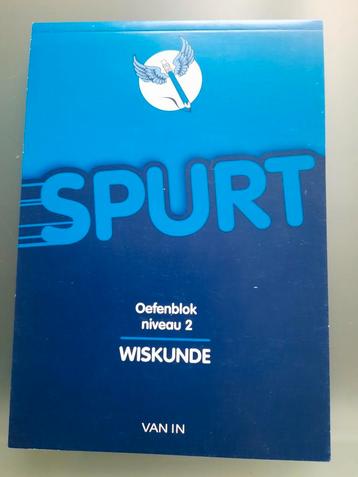 SPURT
Oefenblok
niveau 2
WISKUNDE
VAN IN